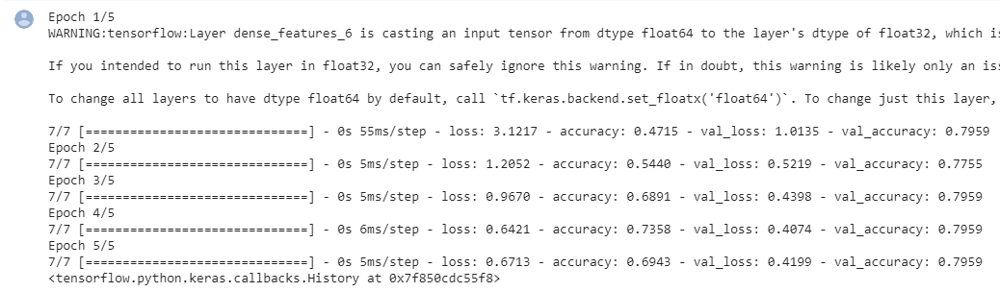 Epoch 1/5
WARNING:tensorflow:Layer dense_features_6 is casting an input tensor from dtype float64 to the layer's dtype of float32, which
If you intended to run this layer in float32, you can safely ignore this warning. If in doubt, this warning is likely only an
To change all layers to have dtype float64 by default, call `tf.keras.backend.set_floatx('float64')`. To change just this layer,
7/7 [==============================] - 0s 55ms/step - loss: 3.1217 - accuracy: 0.4715 - val_loss: 1.0135 - val_accuracy: 0.7959
Epoch 2/5
7/7 [==============================] - 0s 5ms/step - loss: 1.2052 - accuracy: 0.5440 - val_loss: 0.5219 - val_accuracy: 0.7755
Epoch 3/5
7/7 [==============================] - 0s 5ms/step - loss: 0.9670 - accuracy: 0.6891 - val_loss: 0.4398 - val_accuracy: 0.7959
Epoch 4/5
7/7 [==============================] - 0s 6ms/step - loss: 0.6421 - accuracy: 0.7358 - val_loss: 0.4074 - val_accuracy: 0.7959
Epoch 5/5
7/7 [==============================] - 0s 5ms/step - loss: 0.6713 - accuracy: 0.6943 - val_loss: 0.4199 - val_accuracy: 0.7959
<tensorflow.python.keras.callbacks.History at 0x7f850cdc55f8>